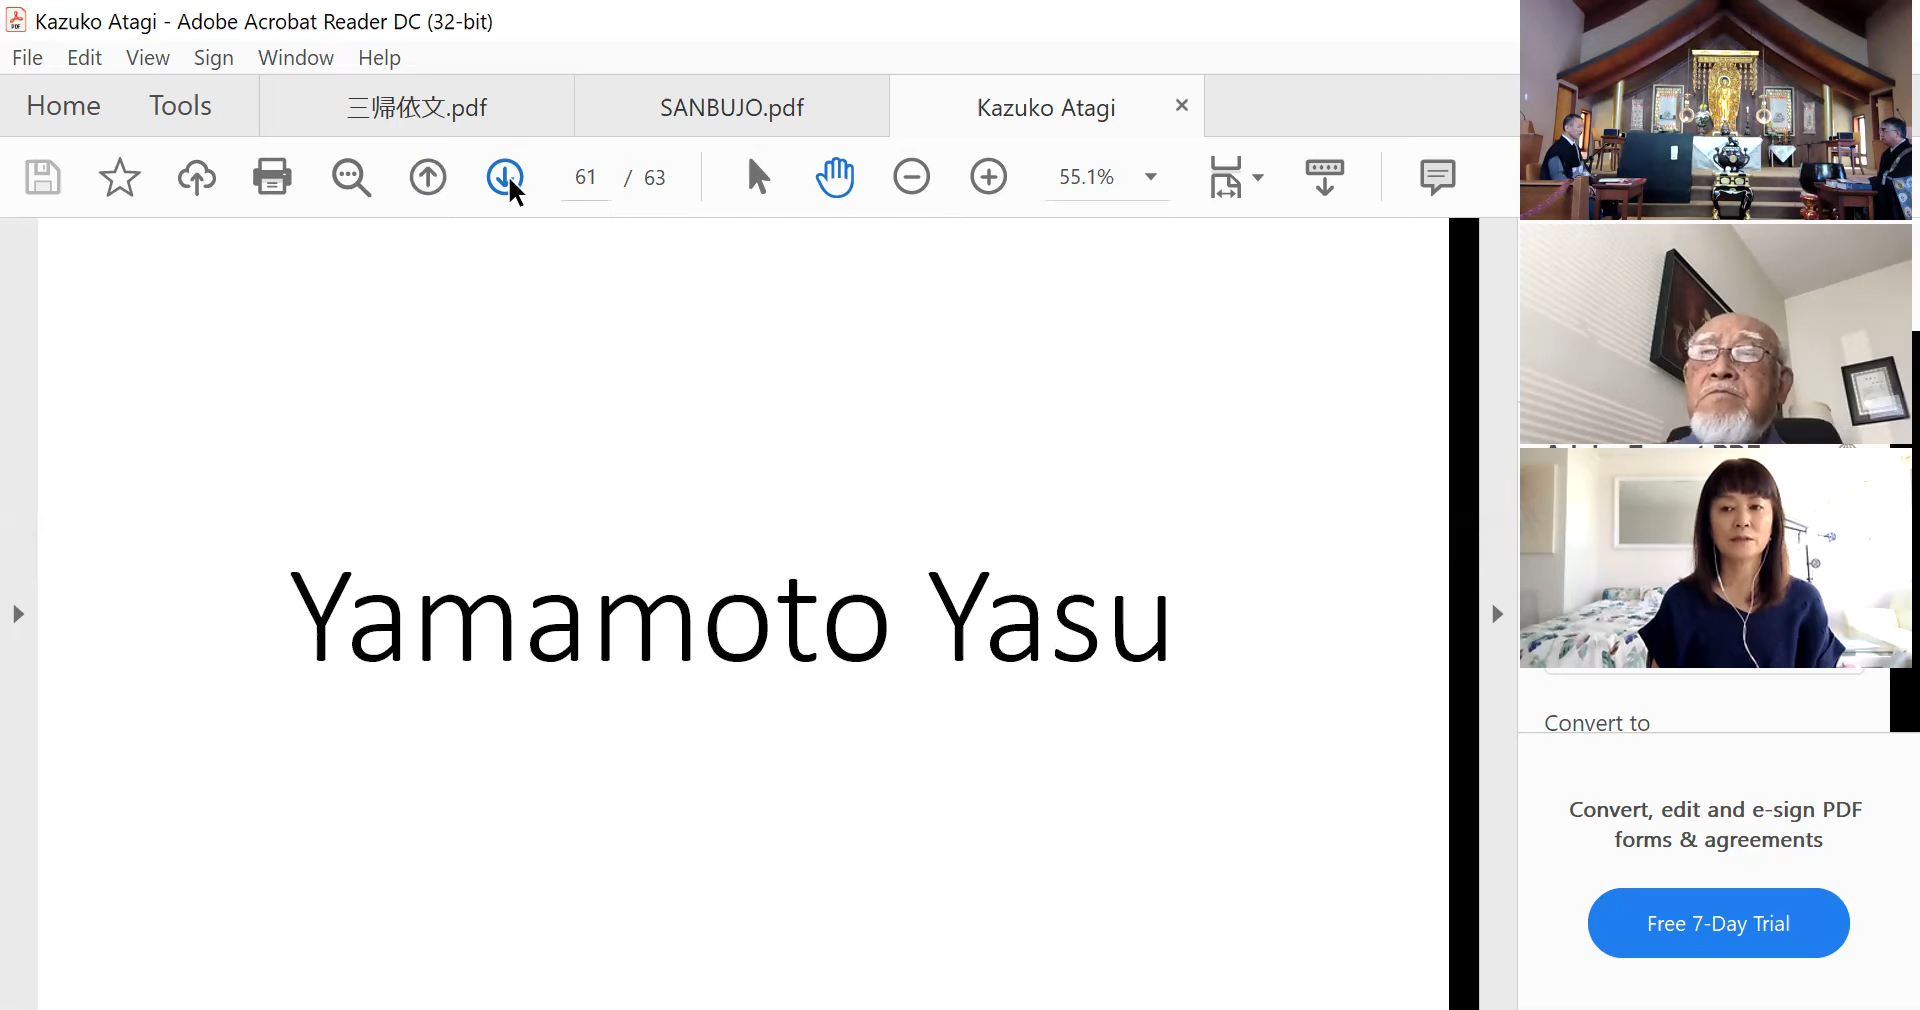 Kazuko Atagi - Adobe Acrobat Reader DC (32-bit)
File Edit View Sign Window Help
Home Tools 三帰依文.pdf SANBUJO.pdf Kazuko Atagi ×
61 / 63 55.1%
Yamamoto Yasu
Convert to
Convert, edit and e-sign PDF
forms & agreements
Free 7-Day Trial